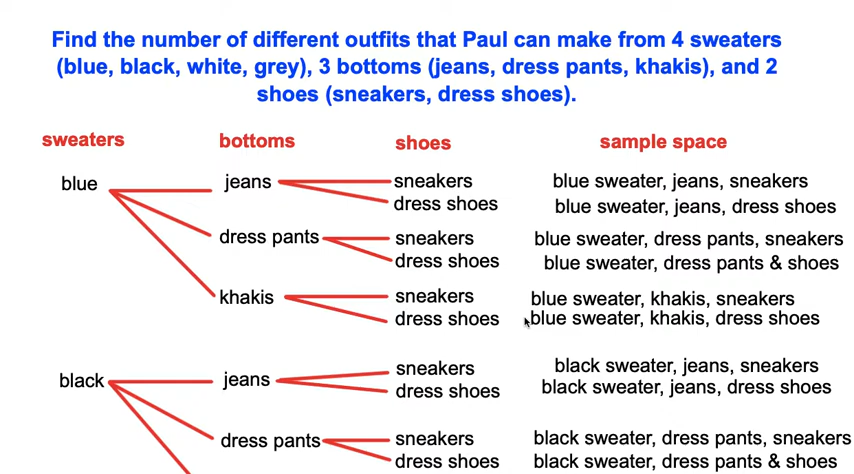 Find the number of different outfits that Paul can make from 4 sweaters
(blue, black, white, grey), 3 bottoms (jeans, dress pants, khakis), and 2
shoes (sneakers, dress shoes).
sweaters bottoms shoes sample space
blue jeans sneakers blue sweater, jeans, sneakers
dress shoes blue sweater, jeans, dress shoes
dress pants sneakers blue sweater, dress pants, sneakers
dress shoes blue sweater, dress pants & shoes
khakis sneakers blue sweater, khakis, sneakers
dress shoes blue sweater, khakis, dress shoes
black jeans sneakers black sweater, jeans, sneakers
dress shoes black sweater, jeans, dress shoes
dress pants sneakers black sweater, dress pants, sneakers
dress shoes black sweater, dress pants & shoes